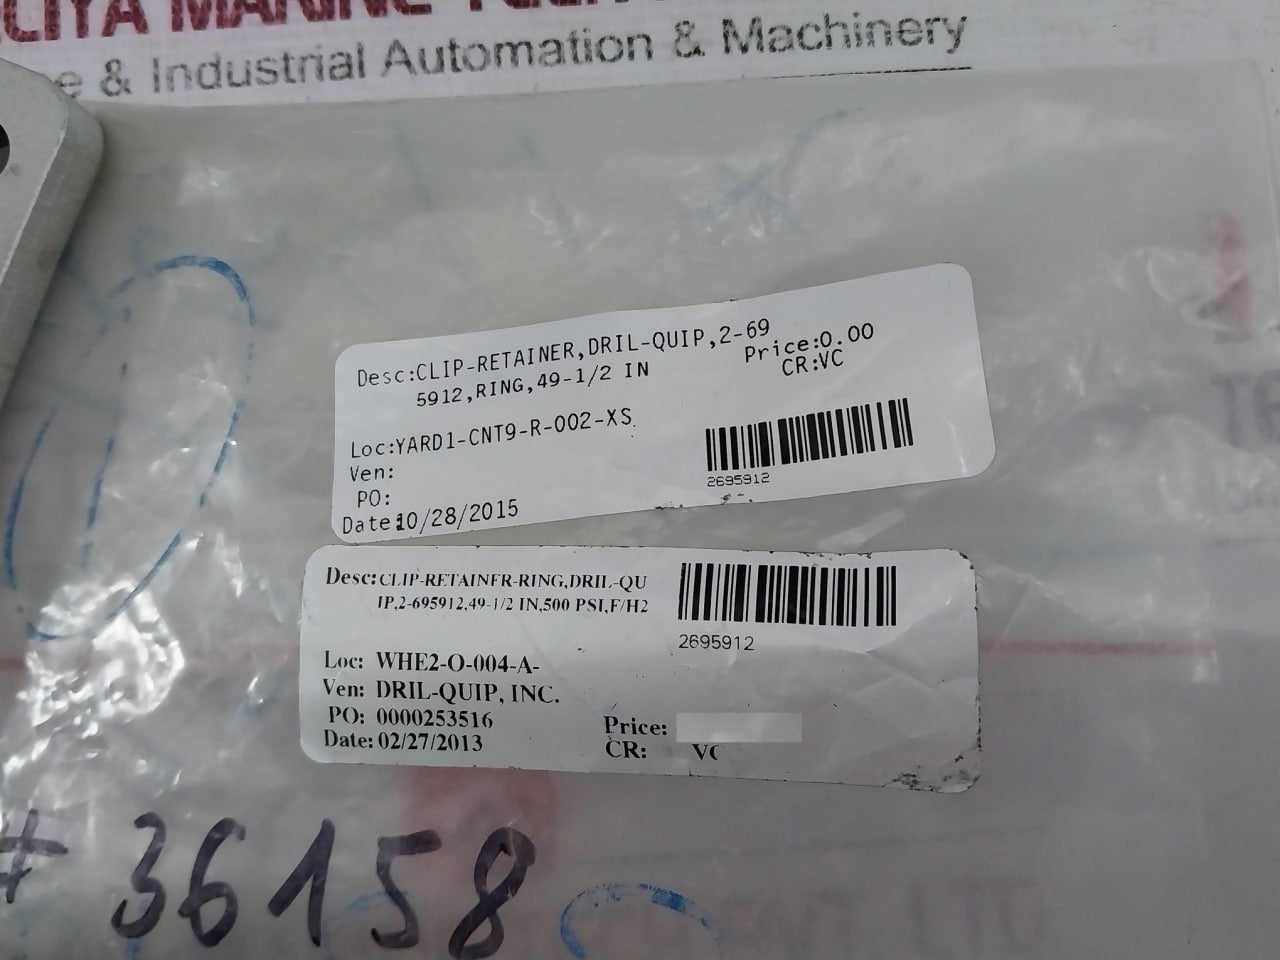 & Industrial Automation & Machinery
Desc:CLIP-RETAINER,DRIL-QUIP,2-69
5912,RING,49-1/2 IN
Price:0.00
CR:VC
Loc:YARD1-CNT9-R-002-XS
Ven:
PO:
Date:10/28/2015
2695912
Desc:CLIP-RETAINER-RING,DRIL-QU
IP,2-695912,49-1/2 IN,500 PSI,F/H2
2695912
Loc: WHE2-O-004-A-
Ven: DRIL-QUIP, INC.
PO: 0000253516
Date: 02/27/2013
Price:
CR: VC
# 36158